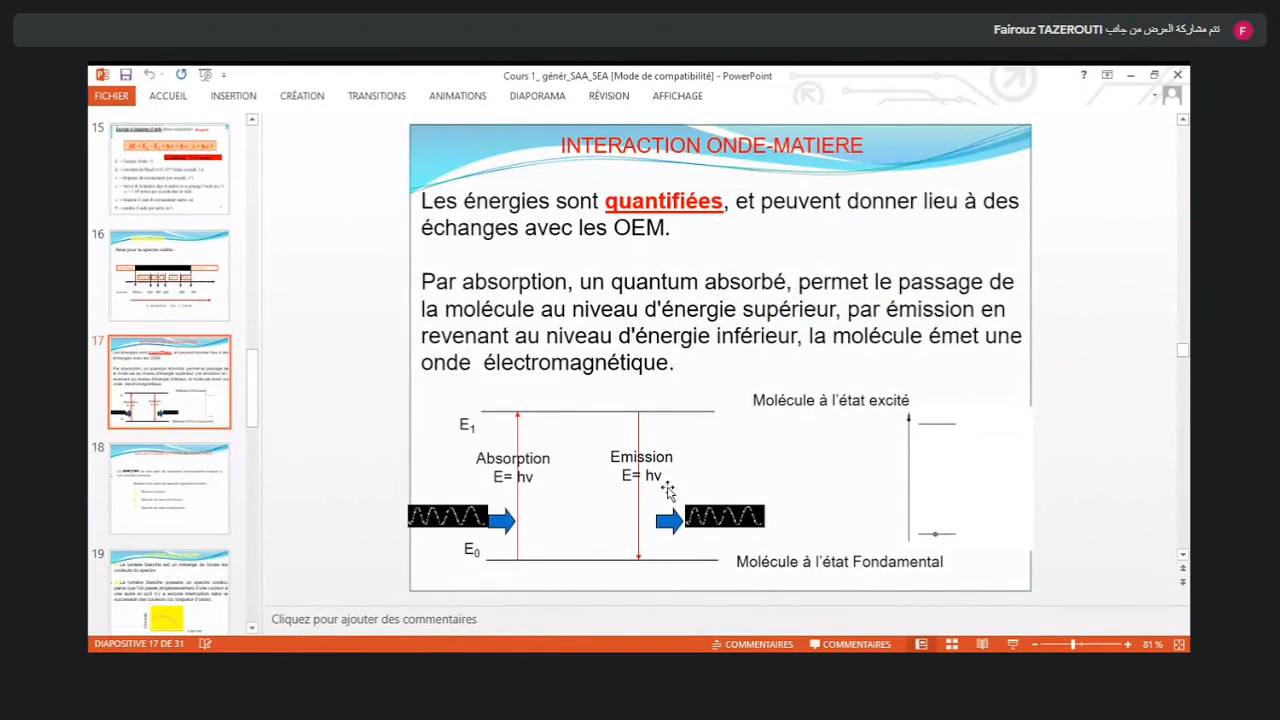 تتم مشاركة العرض من جانب Fairouz TAZEROUTI
F
Cours 1_ génér_SAA_SEA [Mode de compatibilité] - PowerPoint
FICHIER ACCUEIL INSERTION CRÉATION TRANSITIONS ANIMATIONS DIAPORAMA RÉVISION AFFICHAGE
15
16
17
18
19
INTERACTION ONDE-MATIERE
Les énergies sont quantifiées, et peuvent donner lieu à des
échanges avec les OEM.
Par absorption, un quantum absorbé, permet le passage de
la molécule au niveau d'énergie supérieur, par émission en
revenant au niveau d'énergie inférieur, la molécule émet une
onde électromagnétique.
Molécule à l'état excité
E1
Absorption
E= hν
Emission
E= hν
E0
Molécule à l'état Fondamental
Cliquez pour ajouter des commentaires
DIAPOSITIVE 17 DE 31
COMMENTAIRES COMMENTAIRES
81 %